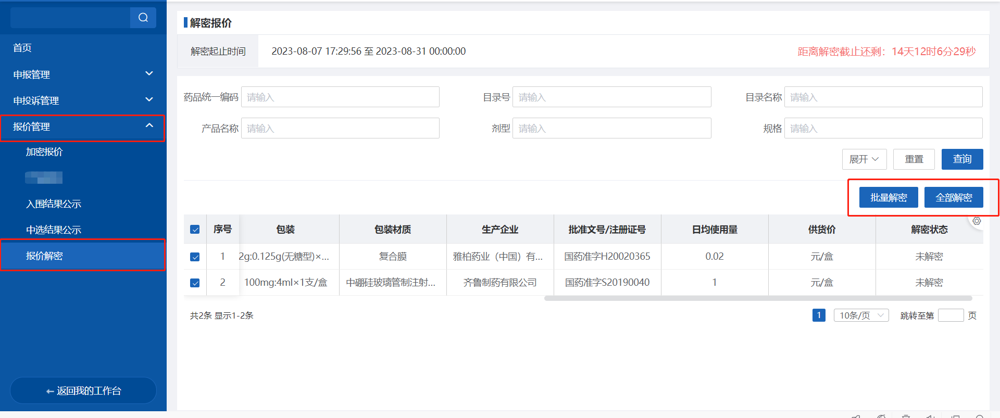 首页
申报管理
申投诉管理
报价管理
加密报价
入围结果公示
中选结果公示
报价解密
返回我的工作台
解密报价
解密起止时间 2023-08-07 17:29:56 至 2023-08-31 00:00:00 距离解密截止还剩：14天12时6分29秒
药品统一编码 请输入 目录号 请输入 目录名称 请输入
产品名称 请输入 剂型 请输入 规格 请输入
展开 重置 查询
批量解密 全部解密
序号 包装 包装材质 生产企业 批准文号/注册证号 日均使用量 供货价 解密状态
1 2g:0.125g(无糖型)×... 复合膜 雅柏药业（中国）有... 国药准字H20020365 0.02 元/盒 未解密
2 100mg:4ml×1支/盒 中硼硅玻璃管制注射... 齐鲁制药有限公司 国药准字S20190040 1 元/盒 未解密
共2条 显示1-2条 1 10条/页 跳转至第 页